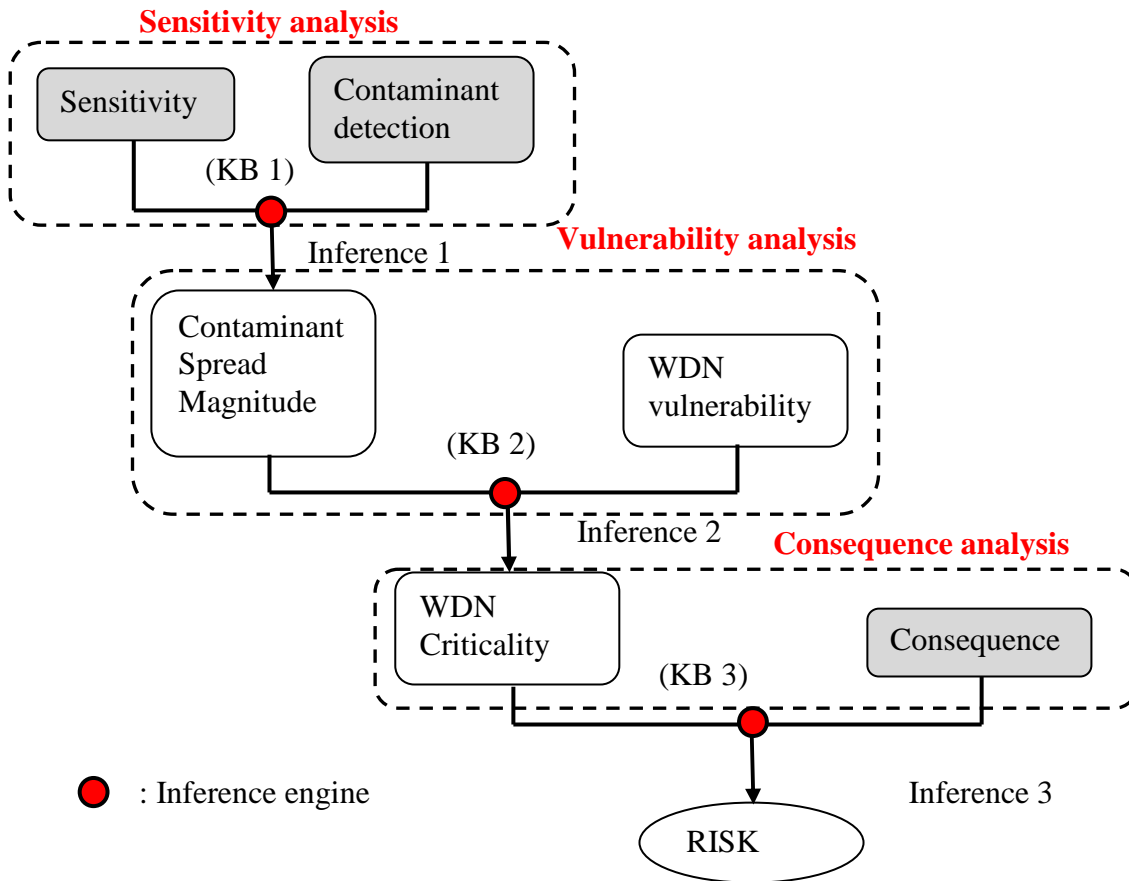 Sensitivity analysis
Sensitivity
Contaminant
detection
(KB 1)
Inference 1
Vulnerability analysis
Contaminant
Spread
Magnitude
WDN
vulnerability
(KB 2)
Inference 2
Consequence analysis
WDN
Criticality
Consequence
(KB 3)
: Inference engine
Inference 3
RISK